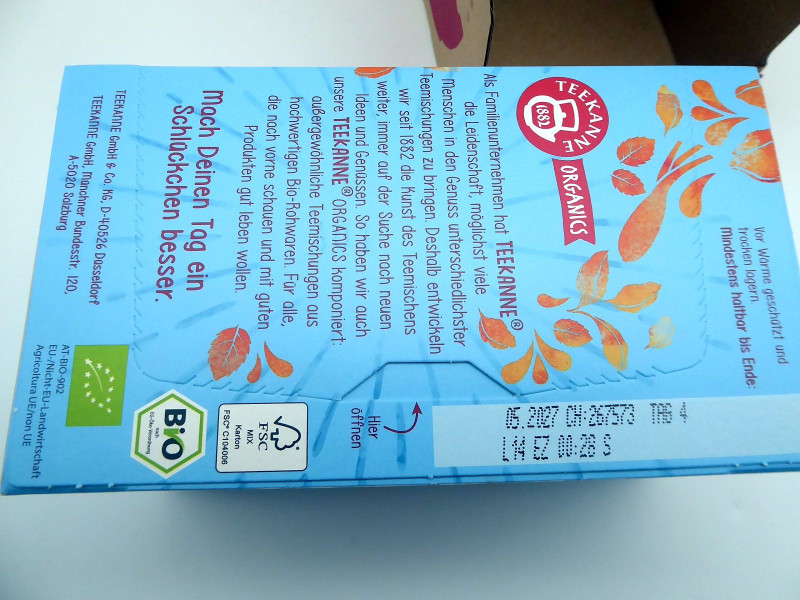 TEEKANNE
1882
ORGANICS
Vor Wärme geschützt und
trocken lagern.
Mindestens haltbar bis Ende:
05.2027 CH:267573 TAB 4
L14 EZ 00:28 S
Als Familienunternehmen hat TEEKANNE®
die Leidenschaft, möglichst viele
Menschen in den Genuss unterschiedlichster
Teemischungen zu bringen. Deshalb entwickeln
wir seit 1882 die Kunst des Teemischens
weiter, immer auf der Suche nach neuen
Ideen und Genüssen. So haben wir auch
unsere TEEKANNE® ORGANICS komponiert:
außergewöhnliche Teemischungen aus
hochwertigen Bio-Rohwaren. Für alle,
die nach vorne schauen und mit guten
Produkten gut leben wollen.
Hier
öffnen
Mach Deinen Tag ein
Schlückchen besser.
FSC
MIX
Karton
FSC® C104006
Bio
nach
EG-Öko-Verordnung
TEEKANNE GmbH & Co. KG, D-40526 Düsseldorf
TEEKANNE GmbH, Münchner Bundesstr. 120,
A-5020 Salzburg
AT-BIO-902
EU-/Nicht-EU-Landwirtschaft
Agricoltura UE/non UE